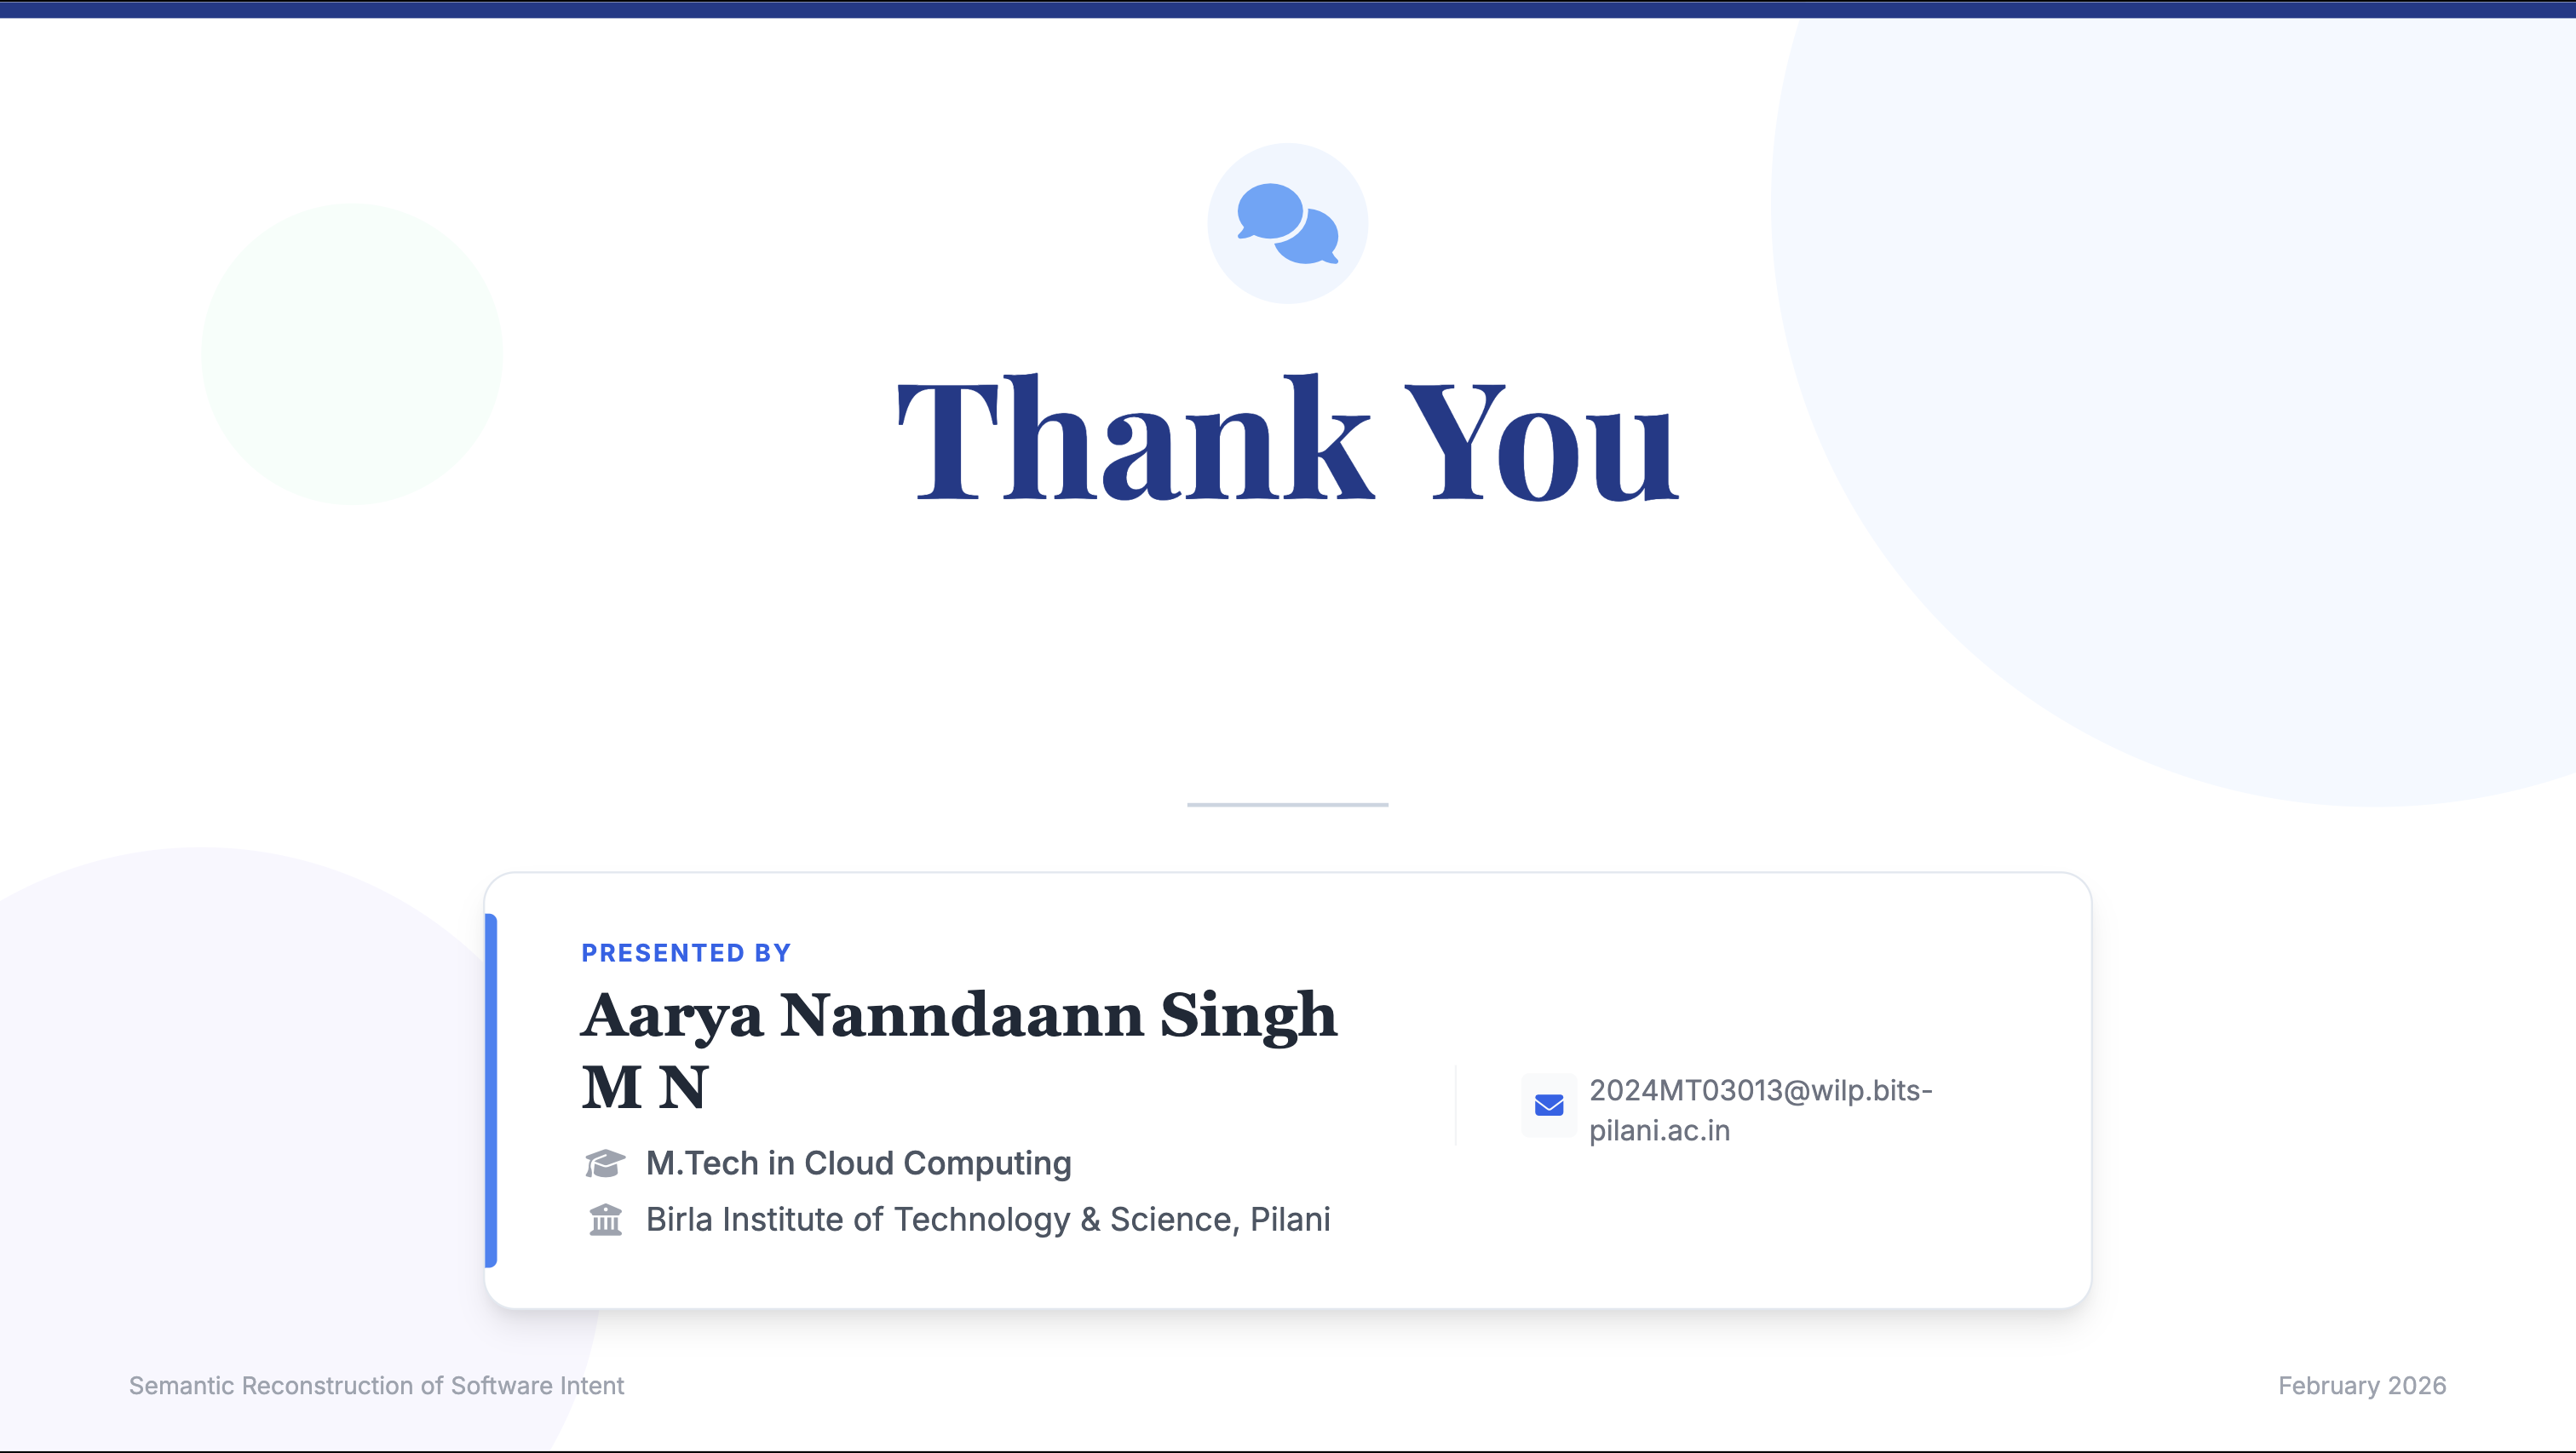 Thank You
PRESENTED BY
Aarya Nanndaann Singh
M N
M.Tech in Cloud Computing
Birla Institute of Technology & Science, Pilani
2024MT03013@wilp.bits-
pilani.ac.in
Semantic Reconstruction of Software Intent
February 2026